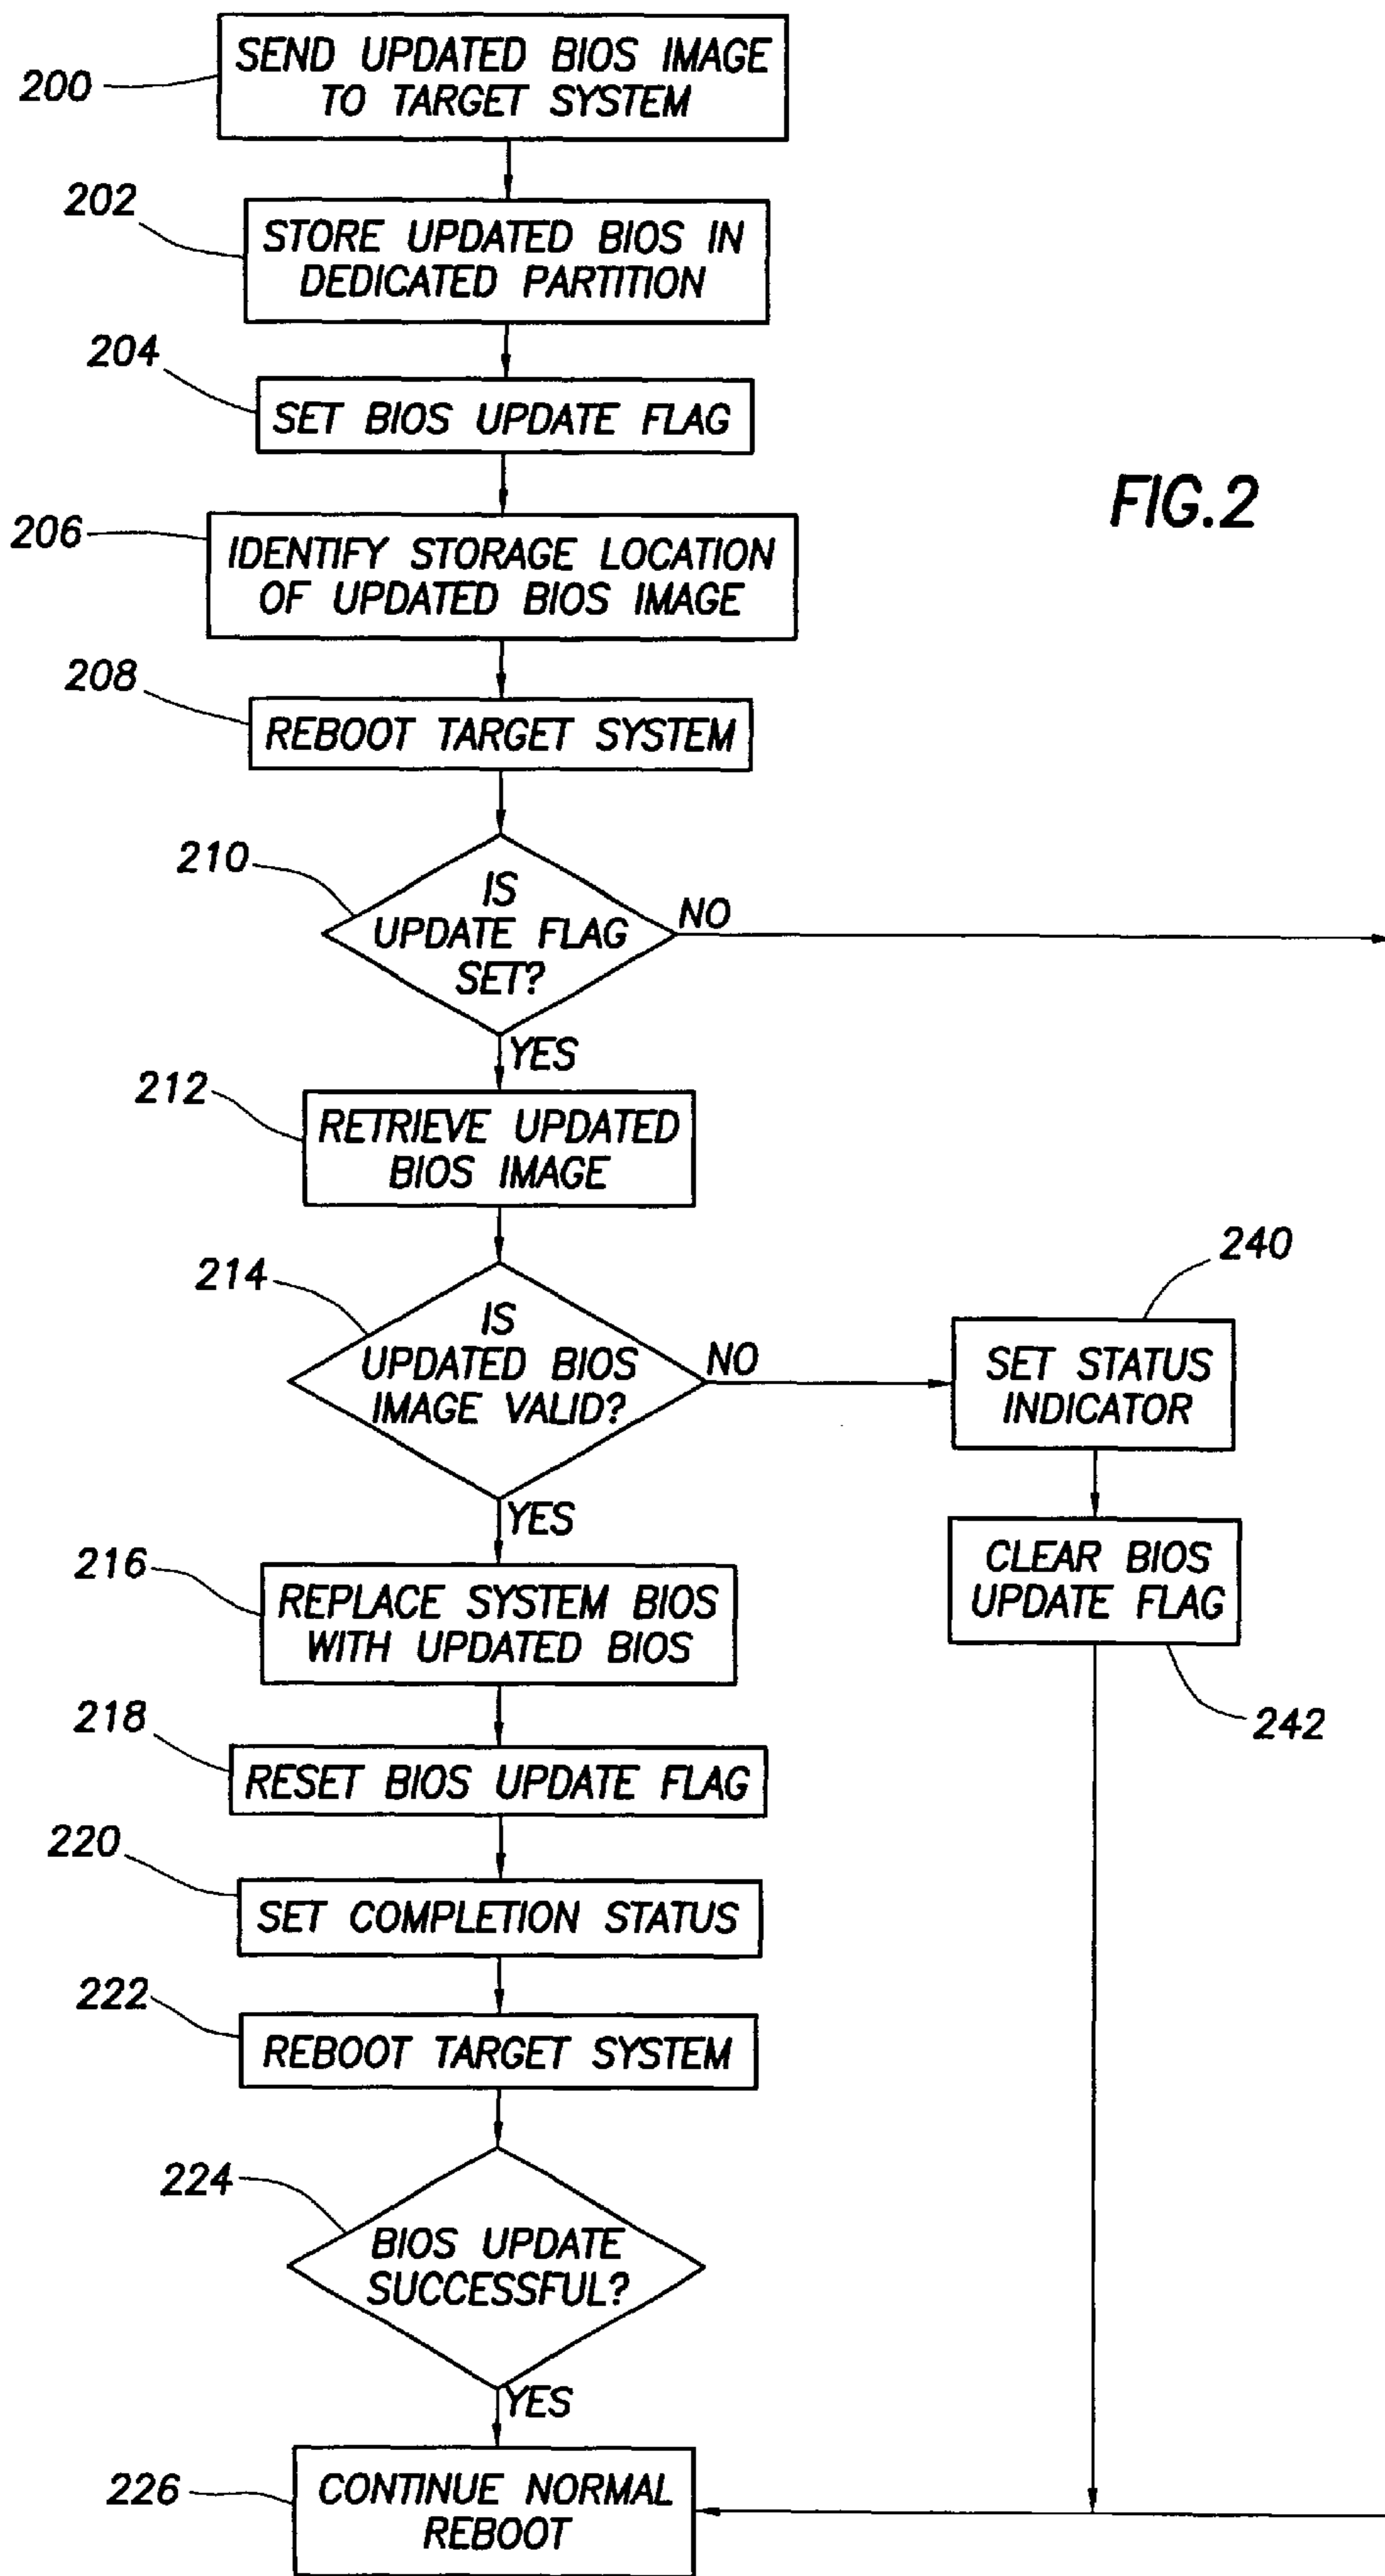 200
SEND UPDATED BIOS IMAGE
TO TARGET SYSTEM
202
STORE UPDATED BIOS IN
DEDICATED PARTITION
204
SET BIOS UPDATE FLAG
FIG.2
206
IDENTIFY STORAGE LOCATION
OF UPDATED BIOS IMAGE
208
REBOOT TARGET SYSTEM
210
IS
UPDATE FLAG
SET?
NO
YES
212
RETRIEVE UPDATED
BIOS IMAGE
214
IS
UPDATED BIOS
IMAGE VALID?
NO
240
SET STATUS
INDICATOR
YES
CLEAR BIOS
UPDATE FLAG
242
216
REPLACE SYSTEM BIOS
WITH UPDATED BIOS
218
RESET BIOS UPDATE FLAG
220
SET COMPLETION STATUS
222
REBOOT TARGET SYSTEM
224
BIOS UPDATE
SUCCESSFUL?
YES
226
CONTINUE NORMAL
REBOOT